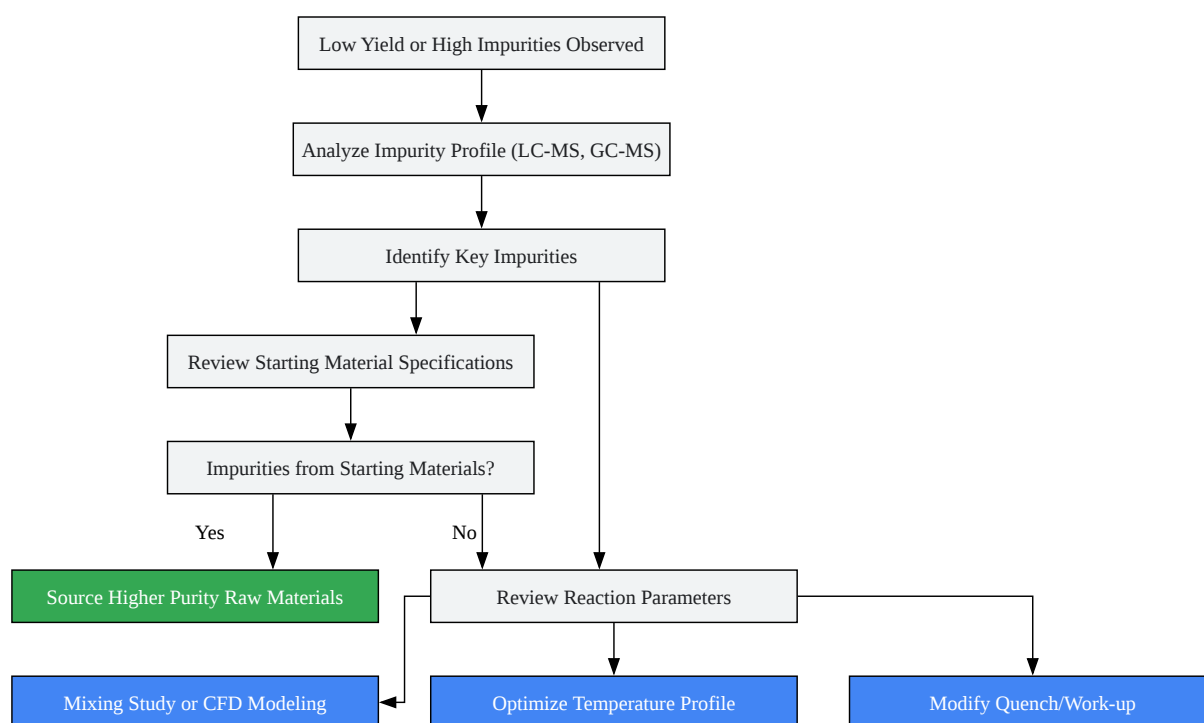 Low Yield or High Impurities Observed
Analyze Impurity Profile (LC-MS, GC-MS)
Identify Key Impurities
Review Starting Material Specifications
Impurities from Starting Materials?
Yes
No
Source Higher Purity Raw Materials
Review Reaction Parameters
Mixing Study or CFD Modeling
Optimize Temperature Profile
Modify Quench/Work-up